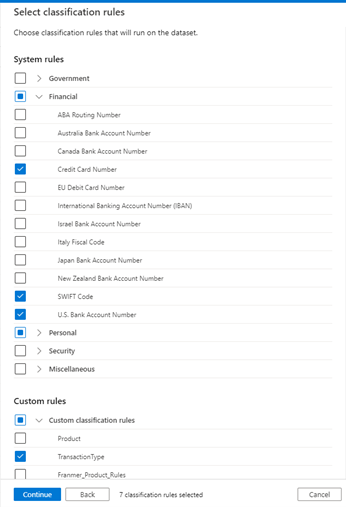 Select classification rules
Choose classification rules that will run on the dataset.
System rules
Government
Financial
ABA Routing Number
Australia Bank Account Number
Canada Bank Account Number
Credit Card Number
EU Debit Card Number
International Banking Account Number (IBAN)
Israel Bank Account Number
Italy Fiscal Code
Japan Bank Account Number
New Zealand Bank Account Number
SWIFT Code
U.S. Bank Account Number
Personal
Security
Miscellaneous
Custom rules
Custom classification rules
Product
TransactionType
Franmer_Product_Rules
Continue Back 7 classification rules selected Cancel